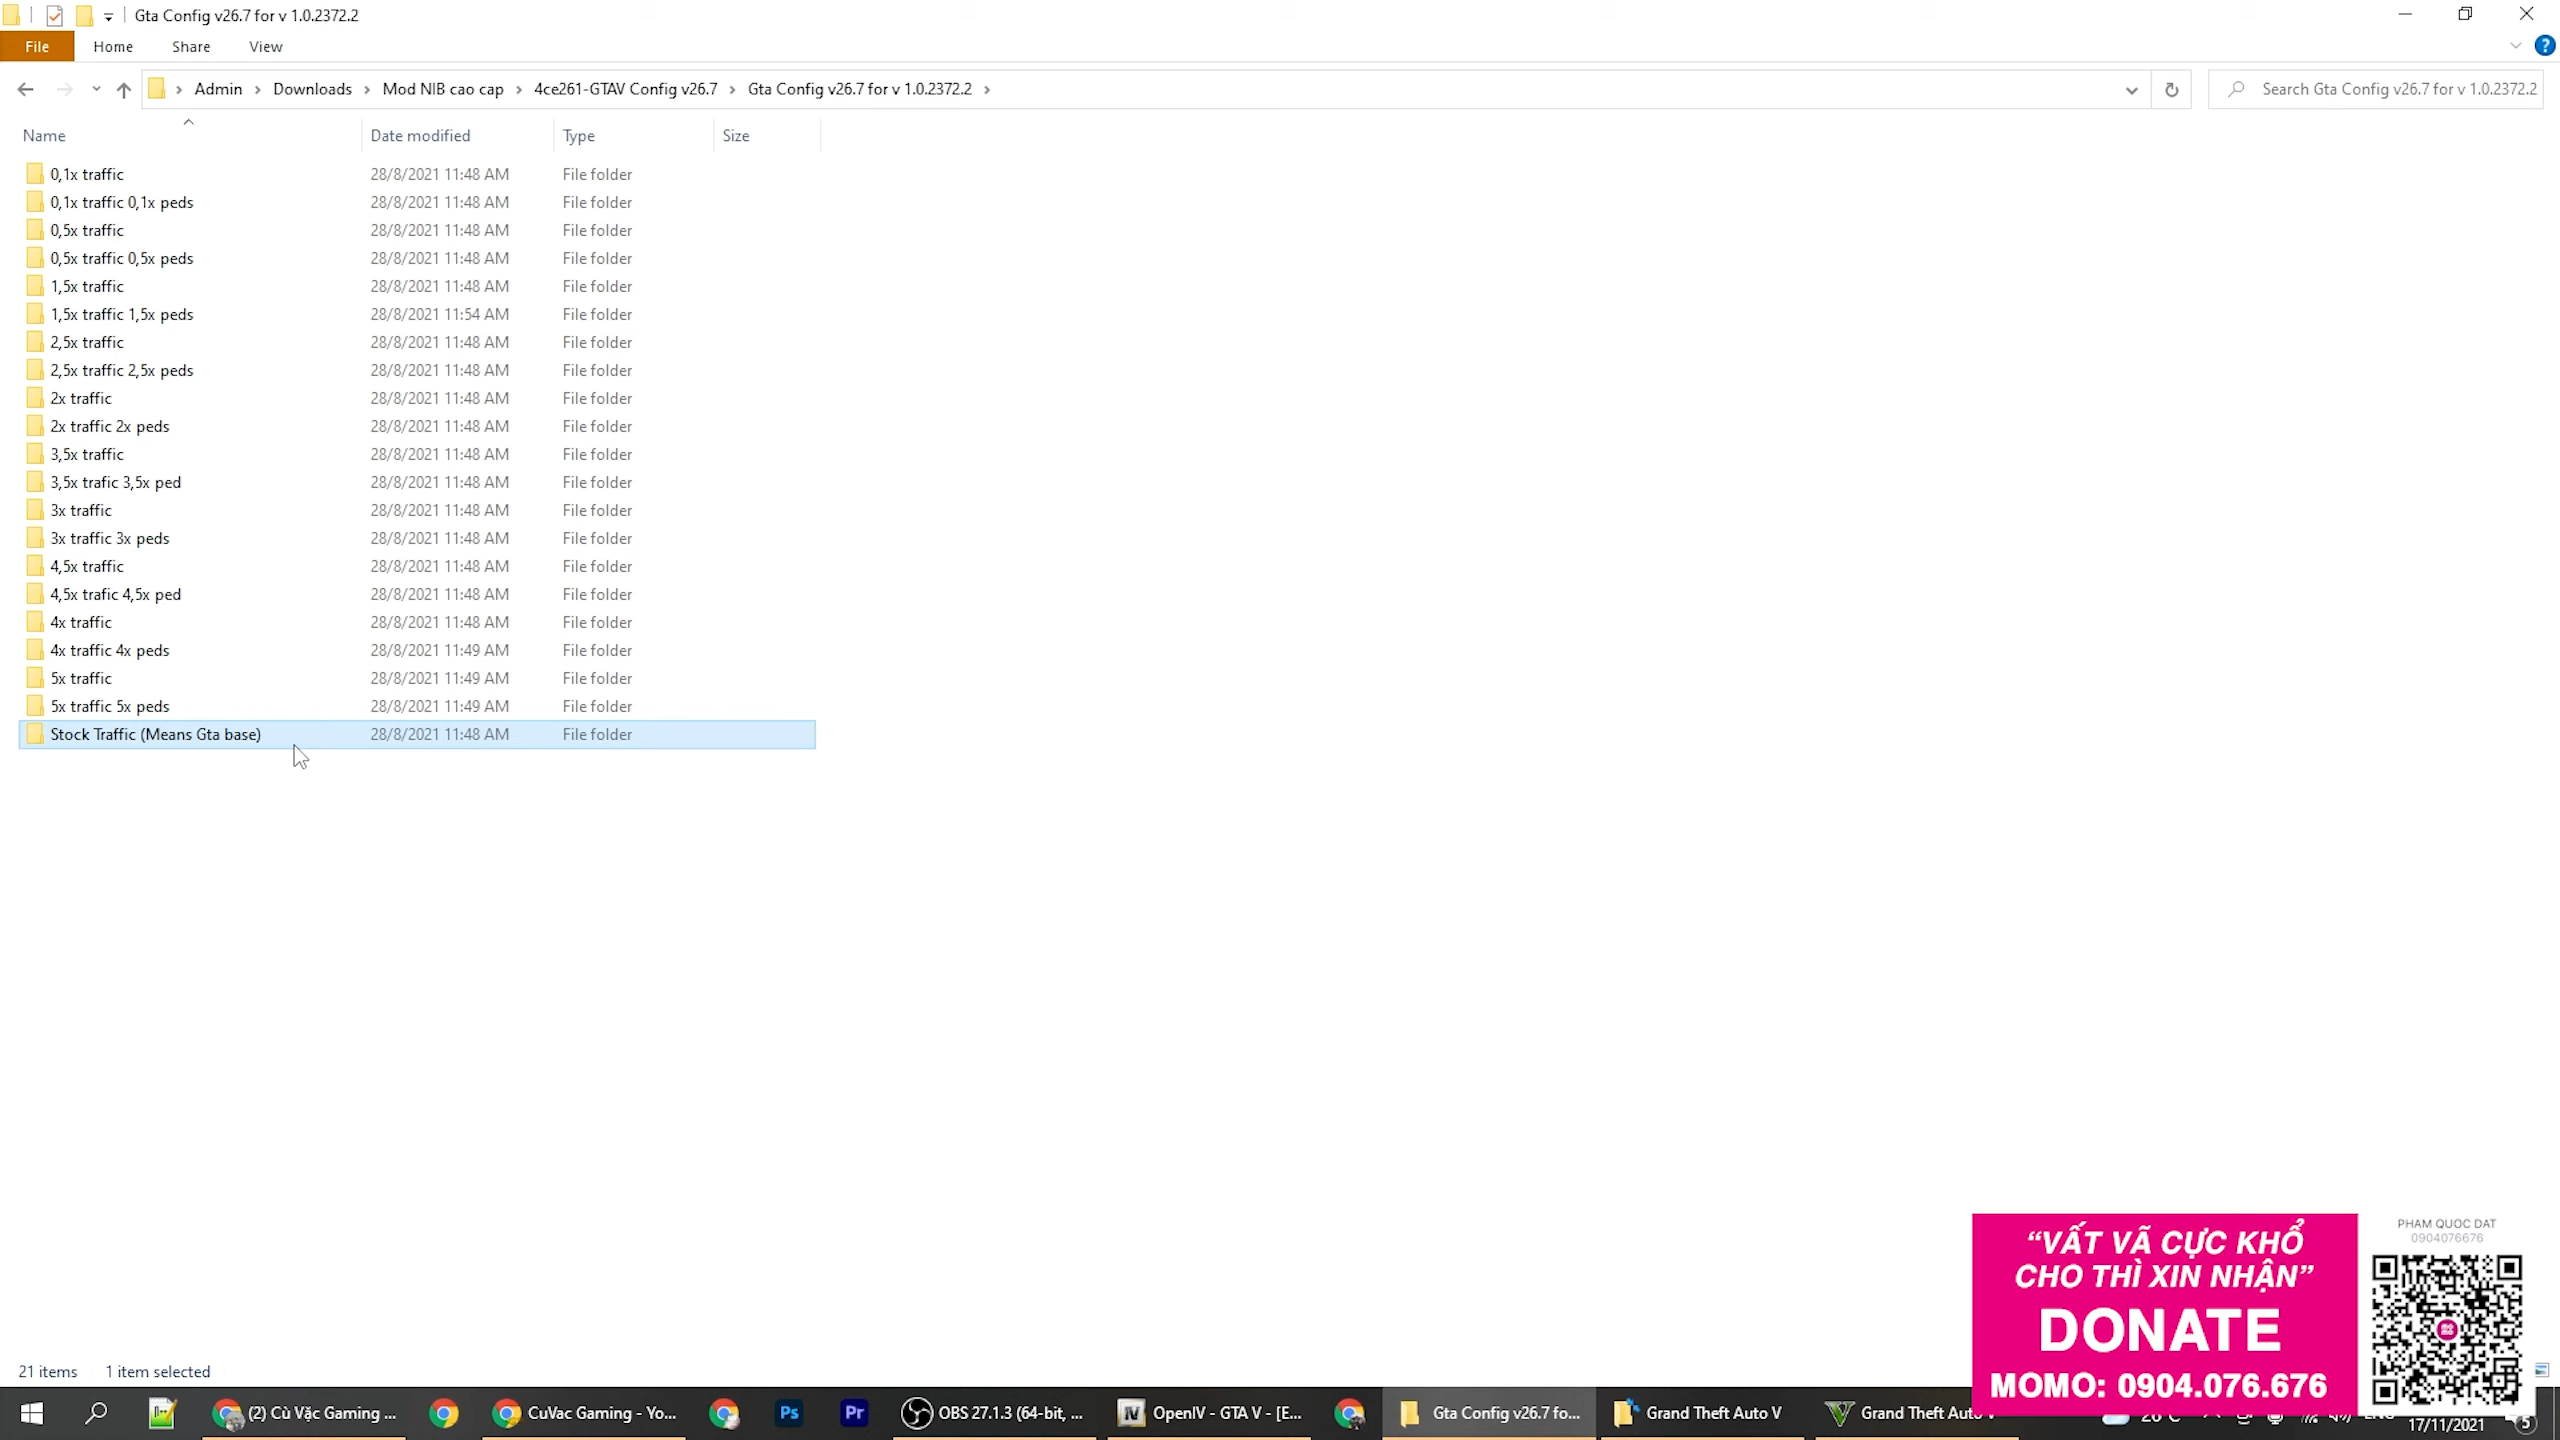 Gta Config v26.7 for v 1.0.2372.2
File Home Share View
Admin Downloads Mod NIB cao cap 4ce261-GTAV Config v26.7 Gta Config v26.7 for v 1.0.2372.2
Search Gta Config v26.7 for v 1.0.2372.2
Name Date modified Type Size
0,1x traffic 28/8/2021 11:48 AM File folder
0,1x traffic 0,1x peds 28/8/2021 11:48 AM File folder
0,5x traffic 28/8/2021 11:48 AM File folder
0,5x traffic 0,5x peds 28/8/2021 11:48 AM File folder
1,5x traffic 28/8/2021 11:48 AM File folder
1,5x traffic 1,5x peds 28/8/2021 11:54 AM File folder
2,5x traffic 28/8/2021 11:48 AM File folder
2,5x traffic 2,5x peds 28/8/2021 11:48 AM File folder
2x traffic 28/8/2021 11:48 AM File folder
2x traffic 2x peds 28/8/2021 11:48 AM File folder
3,5x traffic 28/8/2021 11:48 AM File folder
3,5x trafic 3,5x ped 28/8/2021 11:48 AM File folder
3x traffic 28/8/2021 11:48 AM File folder
3x traffic 3x peds 28/8/2021 11:48 AM File folder
4,5x traffic 28/8/2021 11:48 AM File folder
4,5x trafic 4,5x ped 28/8/2021 11:48 AM File folder
4x traffic 28/8/2021 11:48 AM File folder
4x traffic 4x peds 28/8/2021 11:49 AM File folder
5x traffic 28/8/2021 11:49 AM File folder
5x traffic 5x peds 28/8/2021 11:49 AM File folder
Stock Traffic (Means Gta base) 28/8/2021 11:48 AM File folder
"VẤT VÃ CỰC KHỔ
CHO THÌ XIN NHẬN"
DONATE
MOMO: 0904.076.676
PHAM QUOC DAT
0904076676
21 items 1 item selected
(2) Cù Vặc Gaming ... CuVac Gaming - Yo... Ps Pr OBS 27.1.3 (64-bit, ... OpenIV - GTA V - [E... Gta Config v26.7 fo... Grand Theft Auto V Grand Theft Auto V
17/11/2021 5